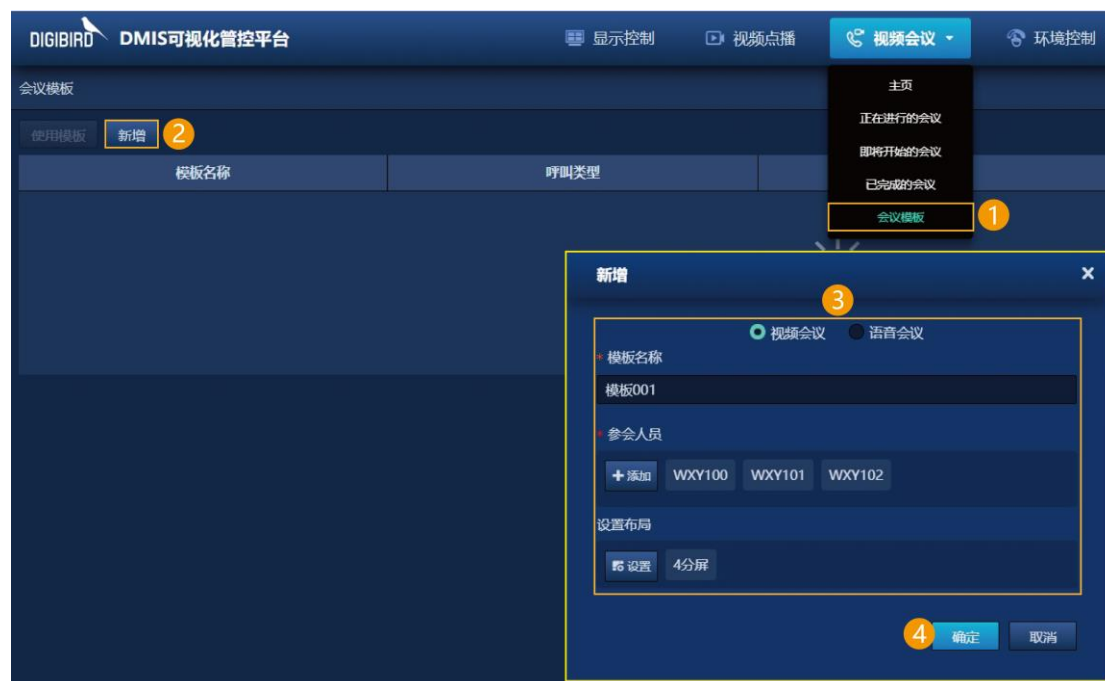 DIGIBIRD DMIS可视化管控平台 显示控制 视频点播 视频会议 环境控制
会议模板
主页
正在进行的会议
即将开始的会议
已完成的会议
会议模板 1
使用模板 新增 2
模板名称 呼叫类型
新增
3
视频会议 语音会议
* 模板名称
模板001
* 参会人员
+添加 WXY100 WXY101 WXY102
设置布局
设置 4分屏
4 确定 取消